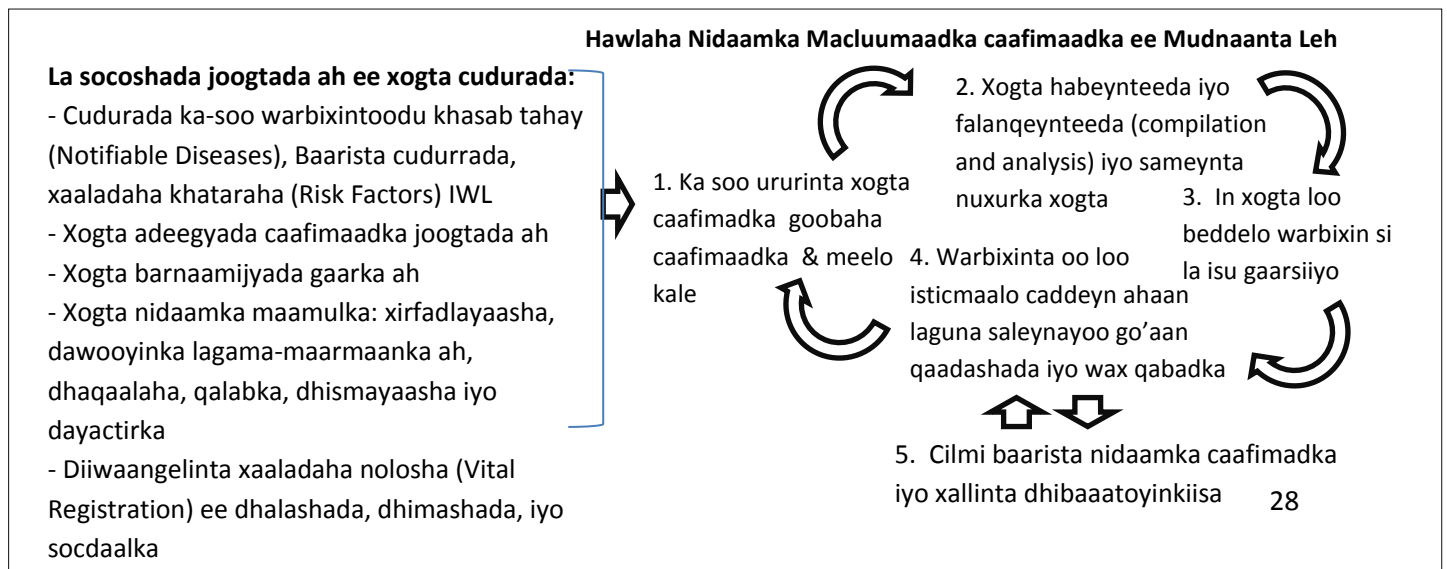 Hawlaha Nidaamka Macluumaadka caafimaadka ee Mudnaanta Leh
La socoshada joogtada ah ee xogta cudurada:
- Cudurada ka-soo warbixintoodu khasab tahay
(Notifiable Diseases), Baarista cudurrada,
xaaladaha khataraha (Risk Factors) IWL
- Xogta adeegyada caafimaadka joogtada ah
- Xogta barnaamijyada gaarka ah
- Xogta nidaamka maamulka: xirfadlayaasha,
dawooyinka lagama-maarmaanka ah,
dhaqaalaha, qalabka, dhismayaasha iyo
dayactirka
- Diiwaangelinta xaaladaha nolosha (Vital
Registration) ee dhalashada, dhimashada, iyo
socdaalka
1. Ka soo ururinta xogta
caafimadka goobaha
caafimaadka & meelo
kale
2. Xogta habeynteeda iyo
falanqeynteeda (compilation
and analysis) iyo sameynta
nuxurka xogta
3. In xogta loo
beddelo warbixin si
la isu gaarsiiyo
4. Warbixinta oo loo
isticmaalo caddeyn ahaan
laguna saleynayoo go’aan
qaadashada iyo wax qabadka
5. Cilmi baarista nidaamka caafimadka
iyo xallinta dhibaaatoyinkiisa
28